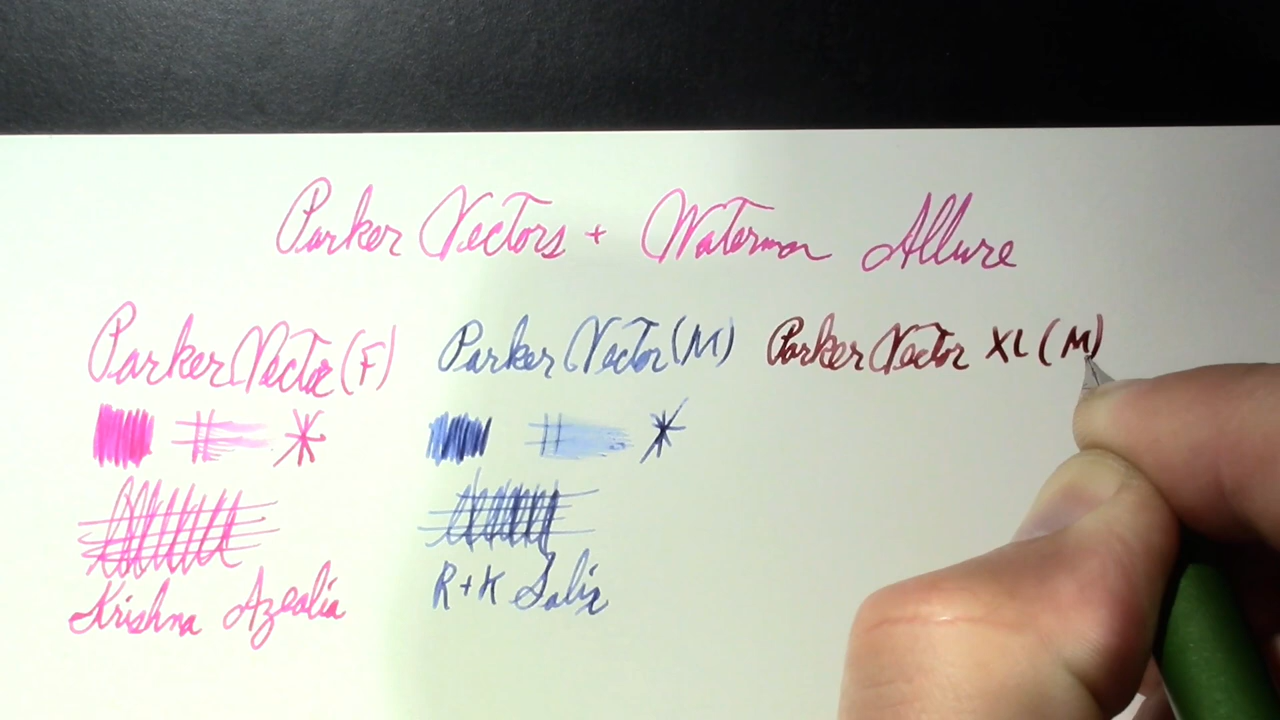 Parker Vectors + Waterman Allure
Parker Vector (F) Parker Vector (M) Parker Vector XL (M)
Krishna Azealia R+K Salix